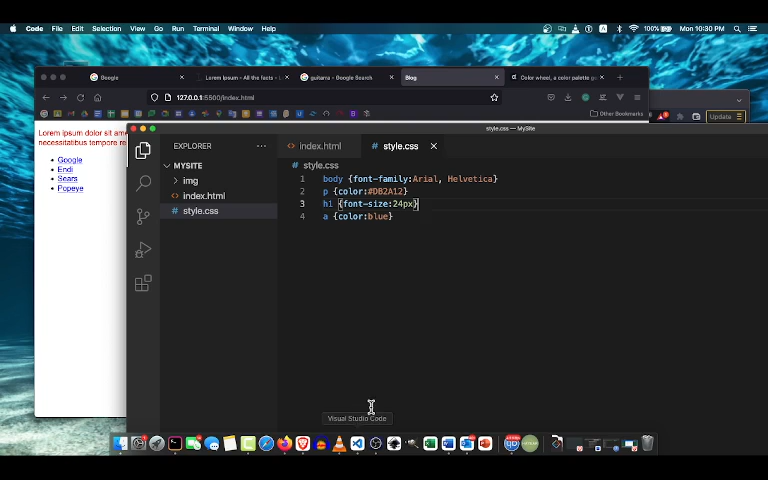 Code File Edit Selection View Go Run Terminal Window Help
100% Mon 10:30 PM
Google
Lorem Ipsum - All the facts
guitarra - Google Search
Blog
Color wheel, a color palette ge
127.0.0.1:5500/index.html
Other Bookmarks
Update
Lorem ipsum dolor sit ame
necessitatibus tempore re
Google
Endi
Sears
Popeye
style.css — MySite
EXPLORER
index.html
style.css
MYSITE
img
index.html
style.css
style.css
1 body {font-family:Arial, Helvetica}
2 p {color:#DB2A12}
3 h1 {font-size:24px}
4 a {color:blue}
Visual Studio Code